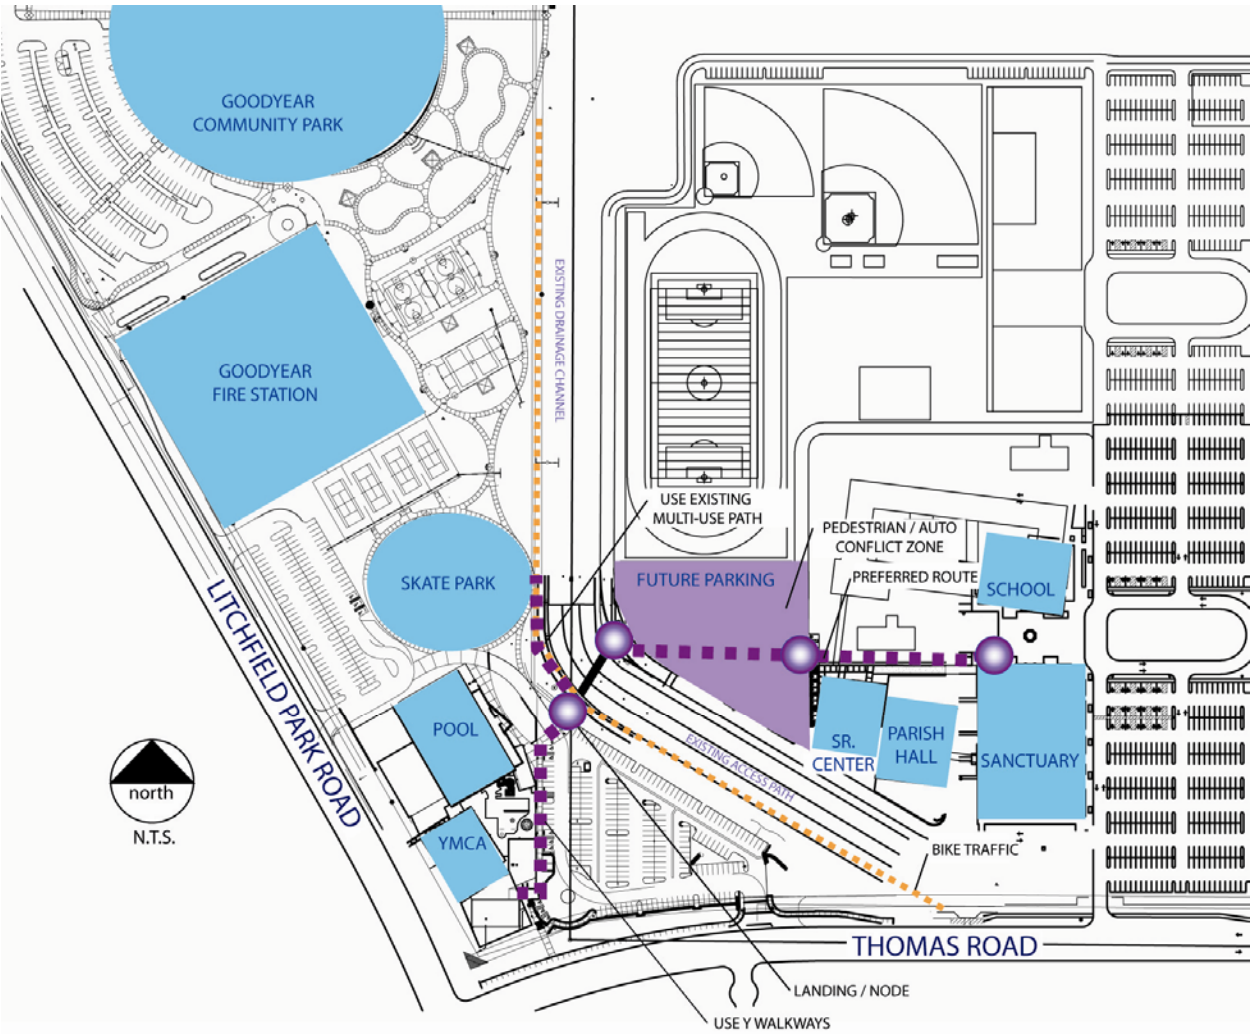 GOODYEAR
COMMUNITY PARK
EXISTING DRAINAGE CHANNEL
GOODYEAR
FIRE STATION
USE EXISTING
MULTI-USE PATH
PEDESTRIAN / AUTO
CONFLICT ZONE
SKATE PARK
FUTURE PARKING
PREFERRED ROUTE
SCHOOL
LITCHFIELD PARK ROAD
POOL
SR.
CENTER
PARISH
HALL
SANCTUARY
EXISTING ACCESS PATH
north
N.T.S.
YMCA
BIKE TRAFFIC
THOMAS ROAD
LANDING / NODE
USE Y WALKWAYS